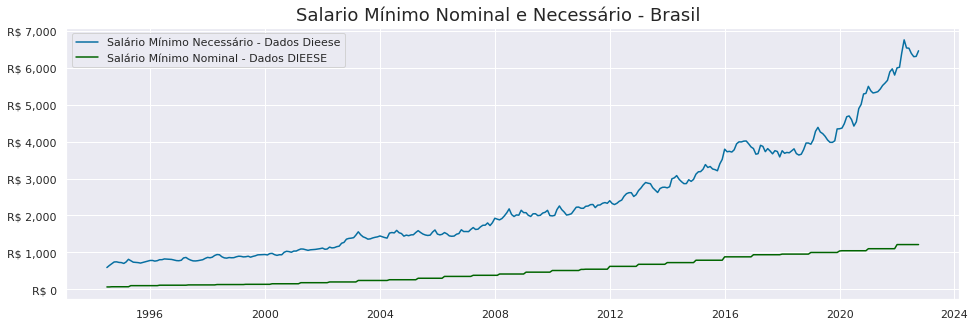 Salario Mínimo Nominal e Necessário - Brasil
R$ 7,000
R$ 6,000
R$ 5,000
R$ 4,000
R$ 3,000
R$ 2,000
R$ 1,000
R$ 0
Salário Mínimo Necessário - Dados Dieese
Salário Mínimo Nominal - Dados DIEESE
1996
2000
2004
2008
2012
2016
2020
2024